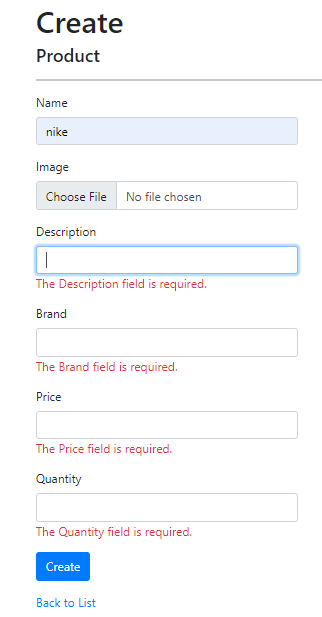 Create
Product
Name
nike
Image
Choose File No file chosen
Description
The Description field is required.
Brand
The Brand field is required.
Price
The Price field is required.
Quantity
The Quantity field is required.
Create
Back to List